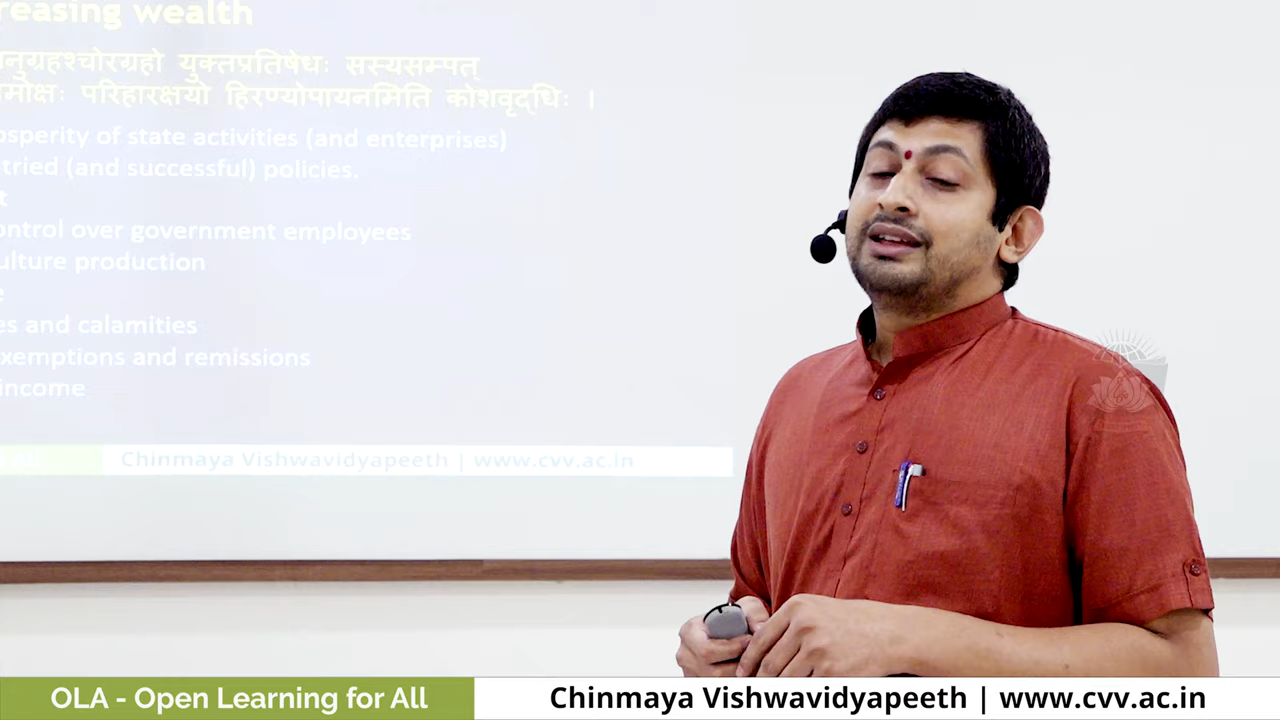 reasing wealth
नुग्रहश्चोरग्रहो युक्तप्रतिषेधः सस्यसम्पत्
मोक्षः परिहारक्षयो हिरण्योपायनमिति कोशवृद्धिः ।
osperity of state activities (and enterprises)
tried (and successful) policies.
t
ontrol over government employees
ulture production
e
es and calamities
xemptions and remissions
income
All
Chinmaya Vishwavidyapeeth | www.cvv.ac.in
OLA - Open Learning for All
Chinmaya Vishwavidyapeeth | www.cvv.ac.in